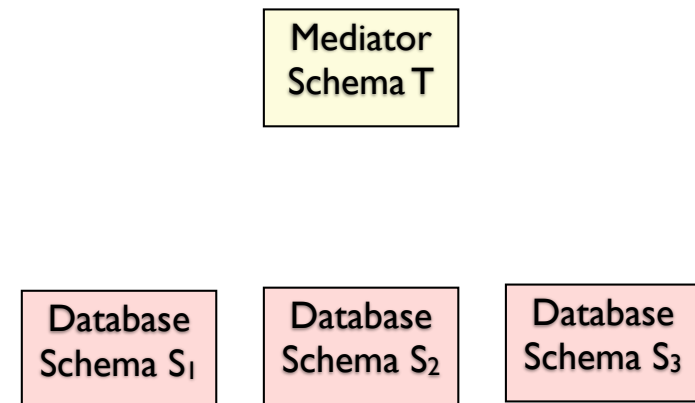 Mediator
Schema T
Database
Schema S₁
Database
Schema S₂
Database
Schema S₃